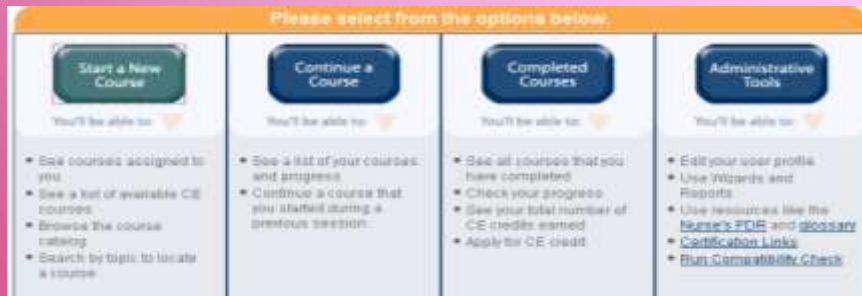 Please select from the options below.
Start a New
Course
You'll be able to:
• See courses assigned to
you
• See a list of available CE
courses
• Browse the course
catalog
• Search by topic to locate
a course
Continue a
Course
You'll be able to:
• See a list of your courses
and progress
• Continue a course that
you started during a
previous session.
Completed
Courses
You'll be able to:
• See all courses that you
have completed
• Check your progress
• See your total number of
CE credits earned
• Apply for CE credit
Administrative
Tools
You'll be able to:
• Edit your user profile
• Use Wizards and
Reports
• Use resources like the
Nurse's PDR and glossary
• Certification Links
• Run Compatibility Check